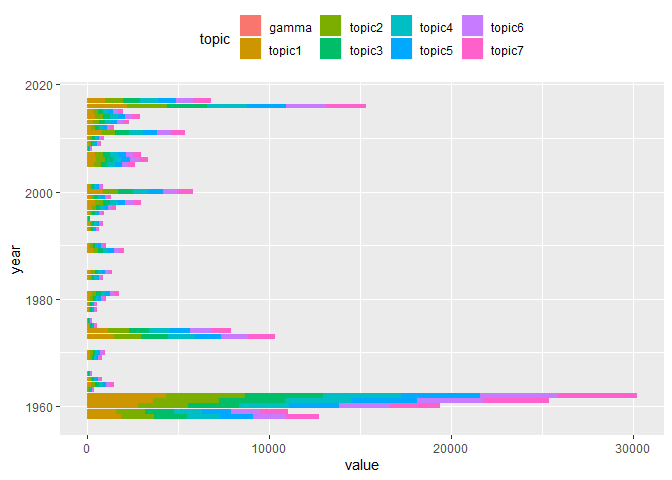 topic
gamma topic2 topic4 topic6
topic1 topic3 topic5 topic7
year
2020
2000
1980
1960
0 10000 20000 30000
value